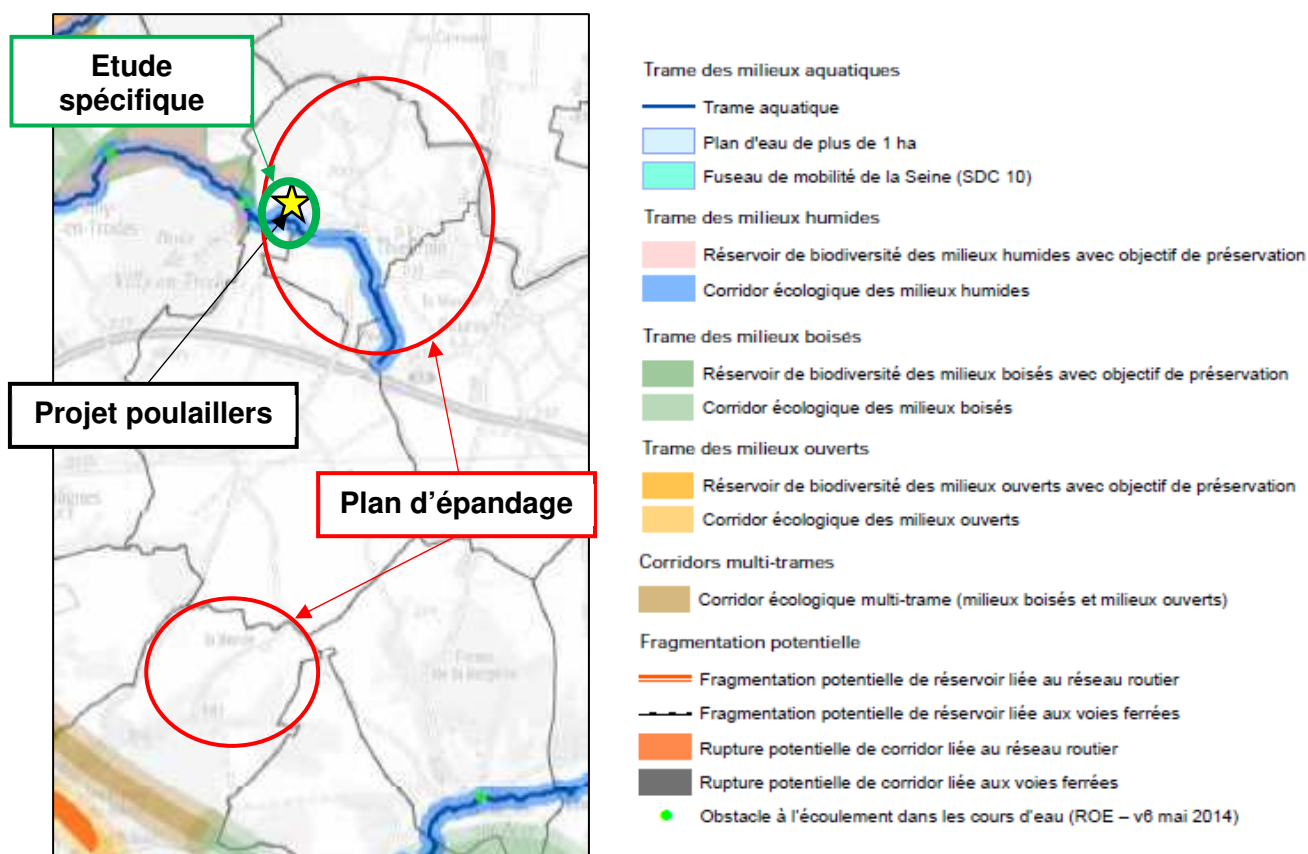 Etude
spécifique
Projet poulaillers
Plan d'épandage
Trame des milieux aquatiques
Trame aquatique
Plan d'eau de plus de 1 ha
Fuseau de mobilité de la Seine (SDC 10)
Trame des milieux humides
Réservoir de biodiversité des milieux humides avec objectif de préservation
Corridor écologique des milieux humides
Trame des milieux boisés
Réservoir de biodiversité des milieux boisés avec objectif de préservation
Corridor écologique des milieux boisés
Trame des milieux ouverts
Réservoir de biodiversité des milieux ouverts avec objectif de préservation
Corridor écologique des milieux ouverts
Corridors multi-trames
Corridor écologique multi-trame (milieux boisés et milieux ouverts)
Fragmentation potentielle
Fragmentation potentielle de réservoir liée au réseau routier
Fragmentation potentielle de réservoir liée aux voies ferrées
Rupture potentielle de corridor liée au réseau routier
Rupture potentielle de corridor liée aux voies ferrées
Obstacle à l'écoulement dans les cours d'eau (ROE – v6 mai 2014)